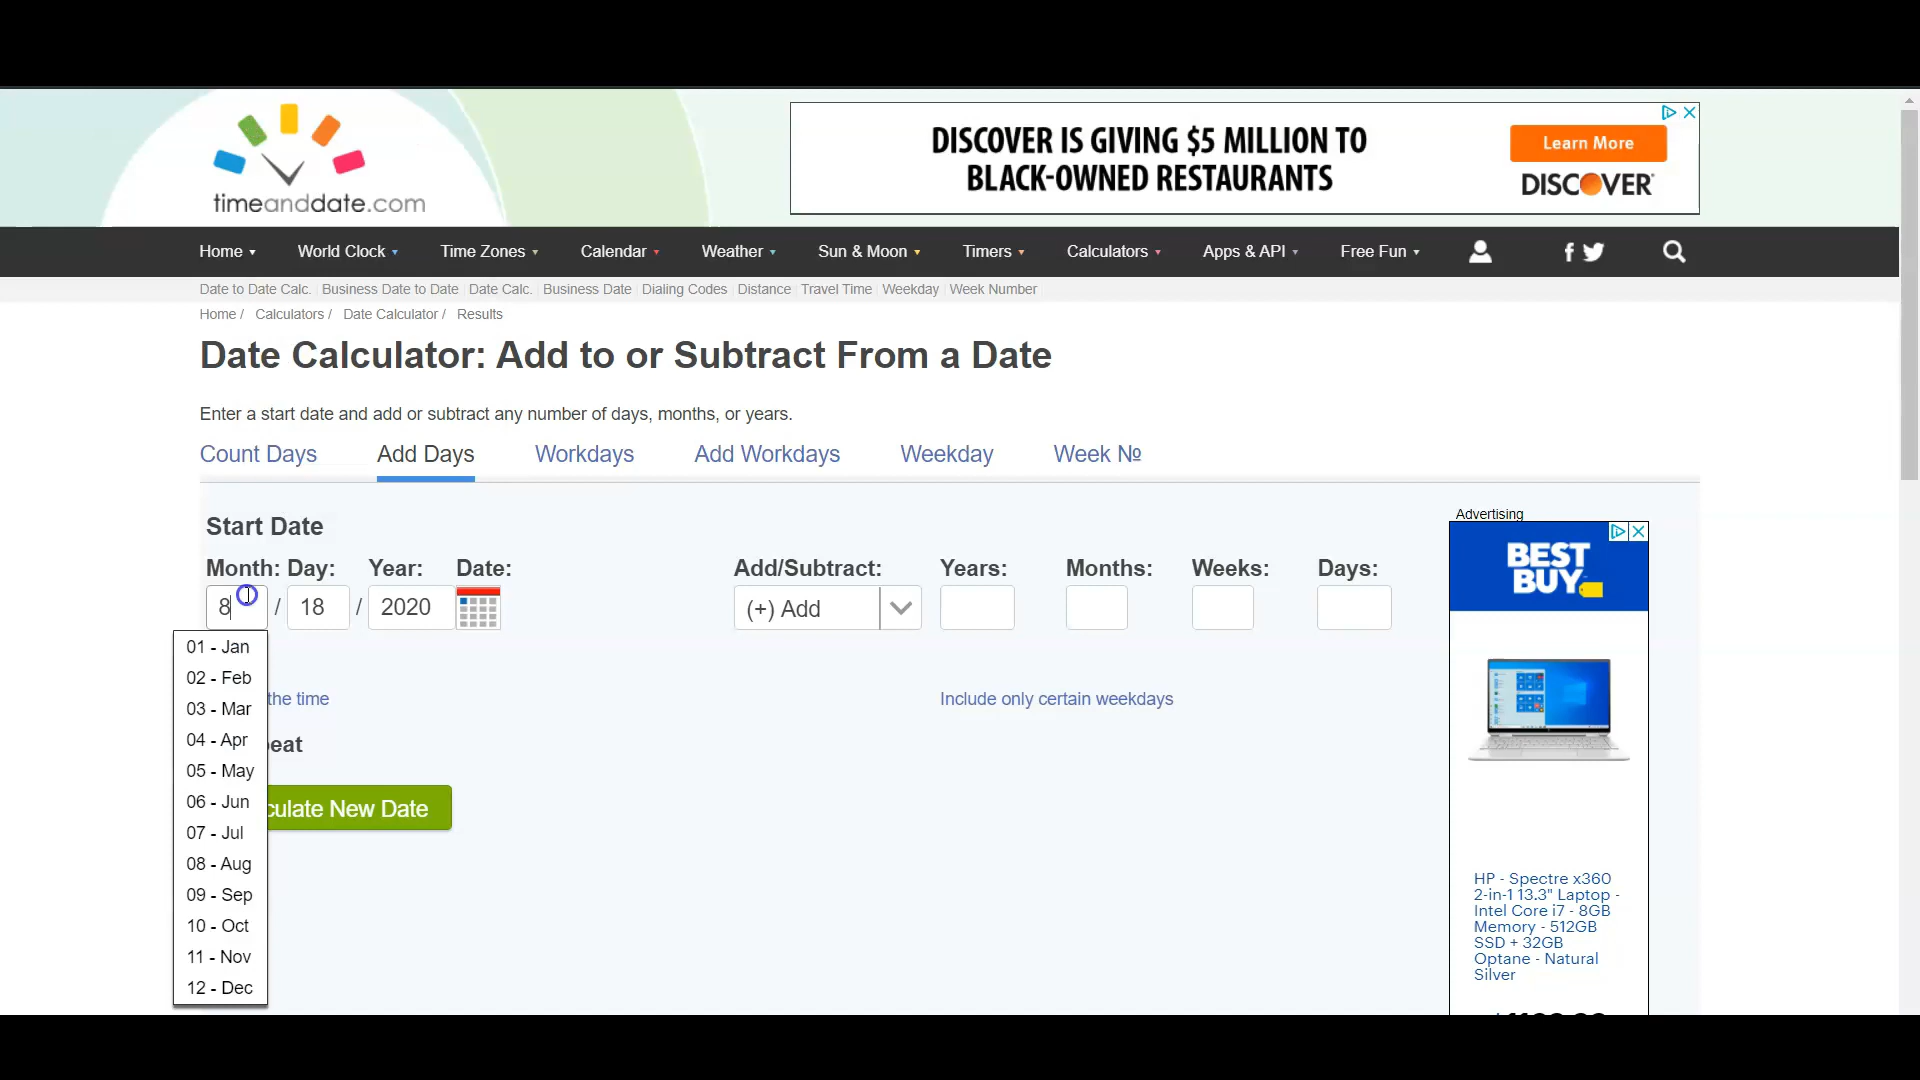 timeanddate.com
DISCOVER IS GIVING $5 MILLION TO
BLACK-OWNED RESTAURANTS
Learn More
DISCOVER
Home World Clock Time Zones Calendar Weather Sun & Moon Timers Calculators Apps & API Free Fun
Date to Date Calc. Business Date to Date Date Calc. Business Date Dialing Codes Distance Travel Time Weekday Week Number
Home / Calculators / Date Calculator / Results
Date Calculator: Add to or Subtract From a Date
Enter a start date and add or subtract any number of days, months, or years.
Count Days Add Days Workdays Add Workdays Weekday Week №
Start Date
Month: Day: Year: Date: Add/Subtract: Years: Months: Weeks: Days:
8 / 18 / 2020 (+) Add
01 - Jan
02 - Feb
03 - Mar
04 - Apr
05 - May
06 - Jun
07 - Jul
08 - Aug
09 - Sep
10 - Oct
11 - Nov
12 - Dec
the time Include only certain weekdays
peat
culate New Date
Advertising
BEST
BUY
HP - Spectre x360
2-in-1 13.3" Laptop -
Intel Core i7 - 8GB
Memory - 512GB
SSD + 32GB
Optane - Natural
Silver